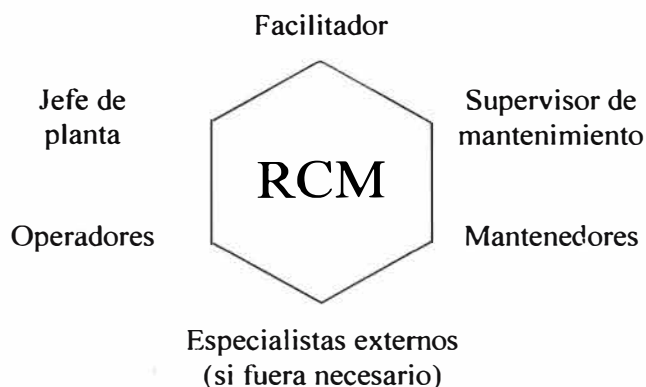 Facilitador
Jefe de
planta
Supervisor de
mantenimiento
RCM
Operadores
Mantenedores
Especialistas externos
(si fuera necesario)